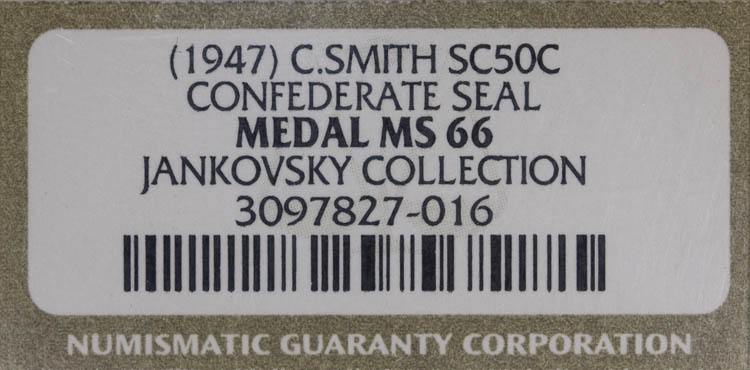 (1947) C.SMITH SC50C
CONFEDERATE SEAL
MEDAL MS 66
JANKOVSKY COLLECTION
3097827-016
NUMISMATIC GUARANTY CORPORATION